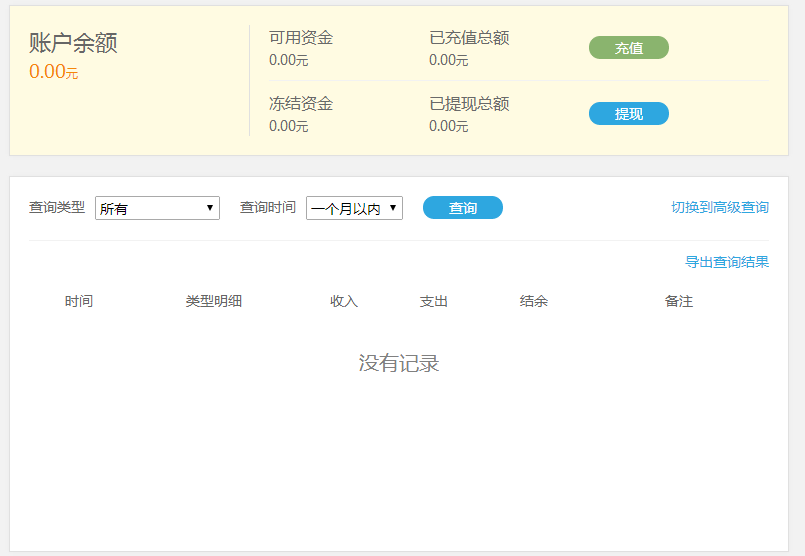 账户余额
0.00元
可用资金 已充值总额 充值
0.00元 0.00元
冻结资金 已提现总额 提现
0.00元 0.00元
查询类型 所有 查询时间 一个月以内 查询 切换到高级查询
导出查询结果
时间 类型明细 收入 支出 结余 备注
没有记录